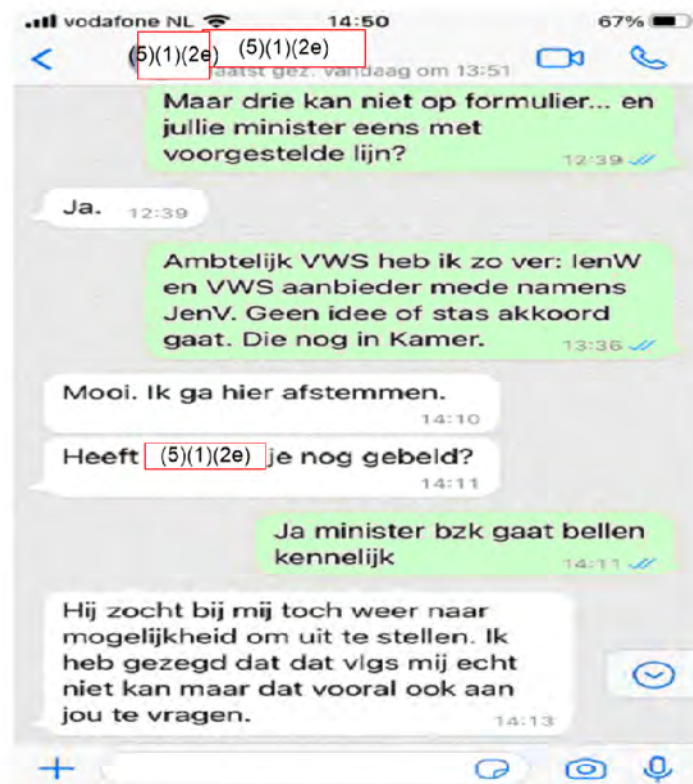 vodafone NL 14:50 67%
(5)(1)(2e) (5)(1)(2e)
laatst gez. vandaag om 13:51
Maar drie kan niet op formulier... en
jullie minister eens met
voorgestelde lijn?
12:39
Ja. 12:39
Ambtelijk VWS heb ik zo ver: IenW
en VWS aanbieder mede namens
JenV. Geen idee of stas akkoord
gaat. Die nog in Kamer.
13:36
Mooi. Ik ga hier afstemmen.
14:10
Heeft (5)(1)(2e) je nog gebeld?
14:11
Ja minister bzk gaat bellen
kennelijk
14:11
Hij zocht bij mij toch weer naar
mogelijkheid om uit te stellen. Ik
heb gezegd dat dat vlgs mij echt
niet kan maar dat vooral ook aan
jou te vragen.
14:13